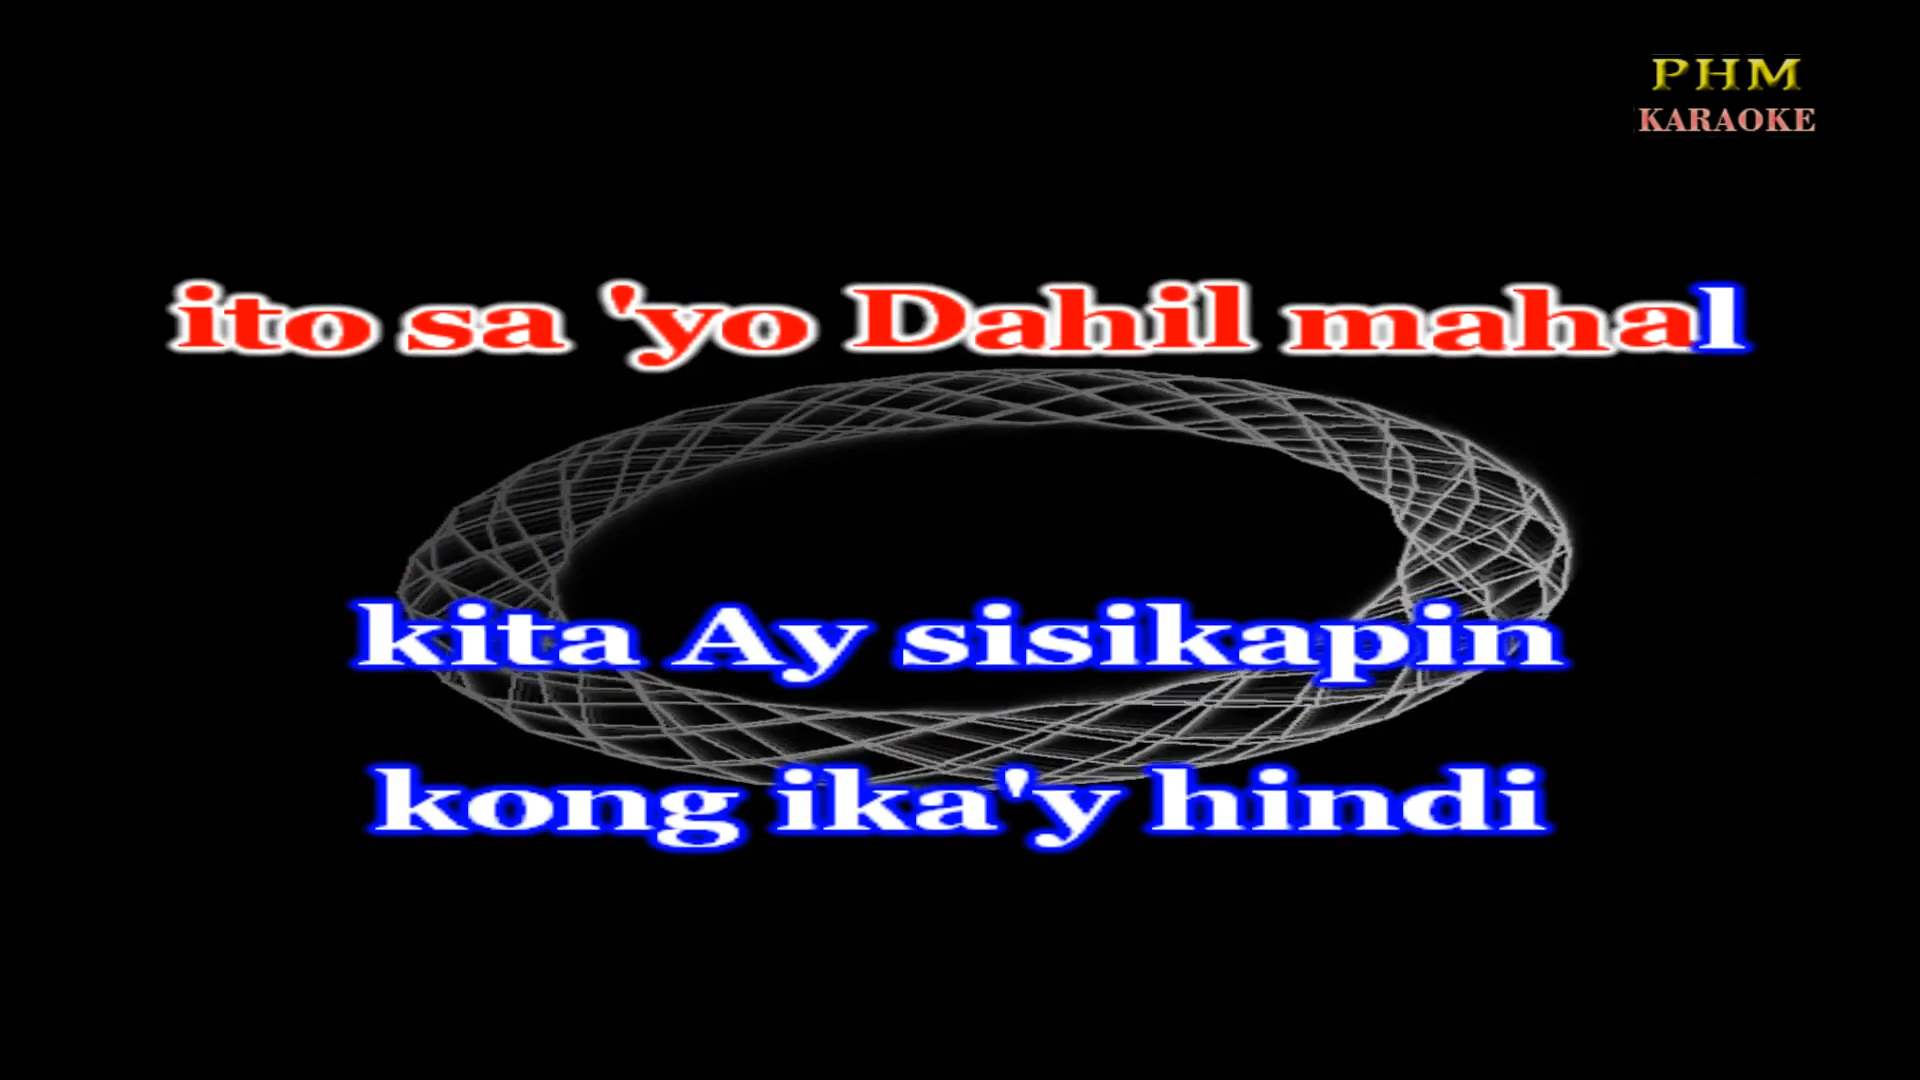 PHM
KARAOKE
ito sa 'yo Dahil mahal
kita Ay sisikapin
kong ika'y hindi